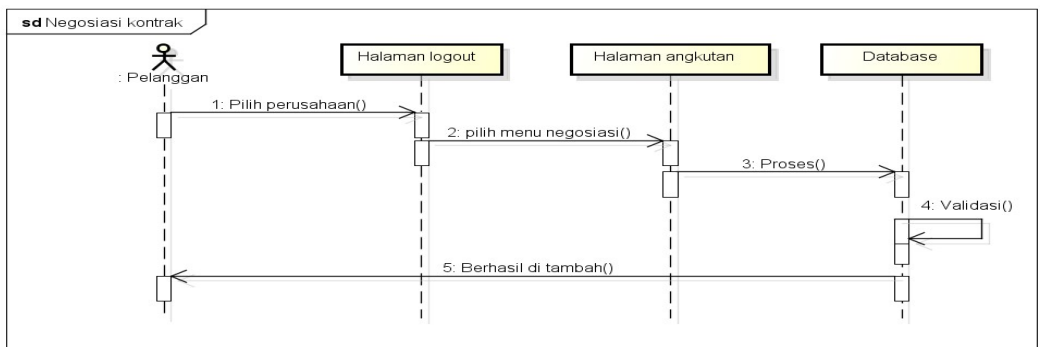 sd Negosiasi kontrak
: Pelanggan
Halaman logout
Halaman angkutan
Database
1: Pilih perusahaan()
2: pilih menu negosiasi()
3: Proses()
4: Validasi()
5: Berhasil di tambah()